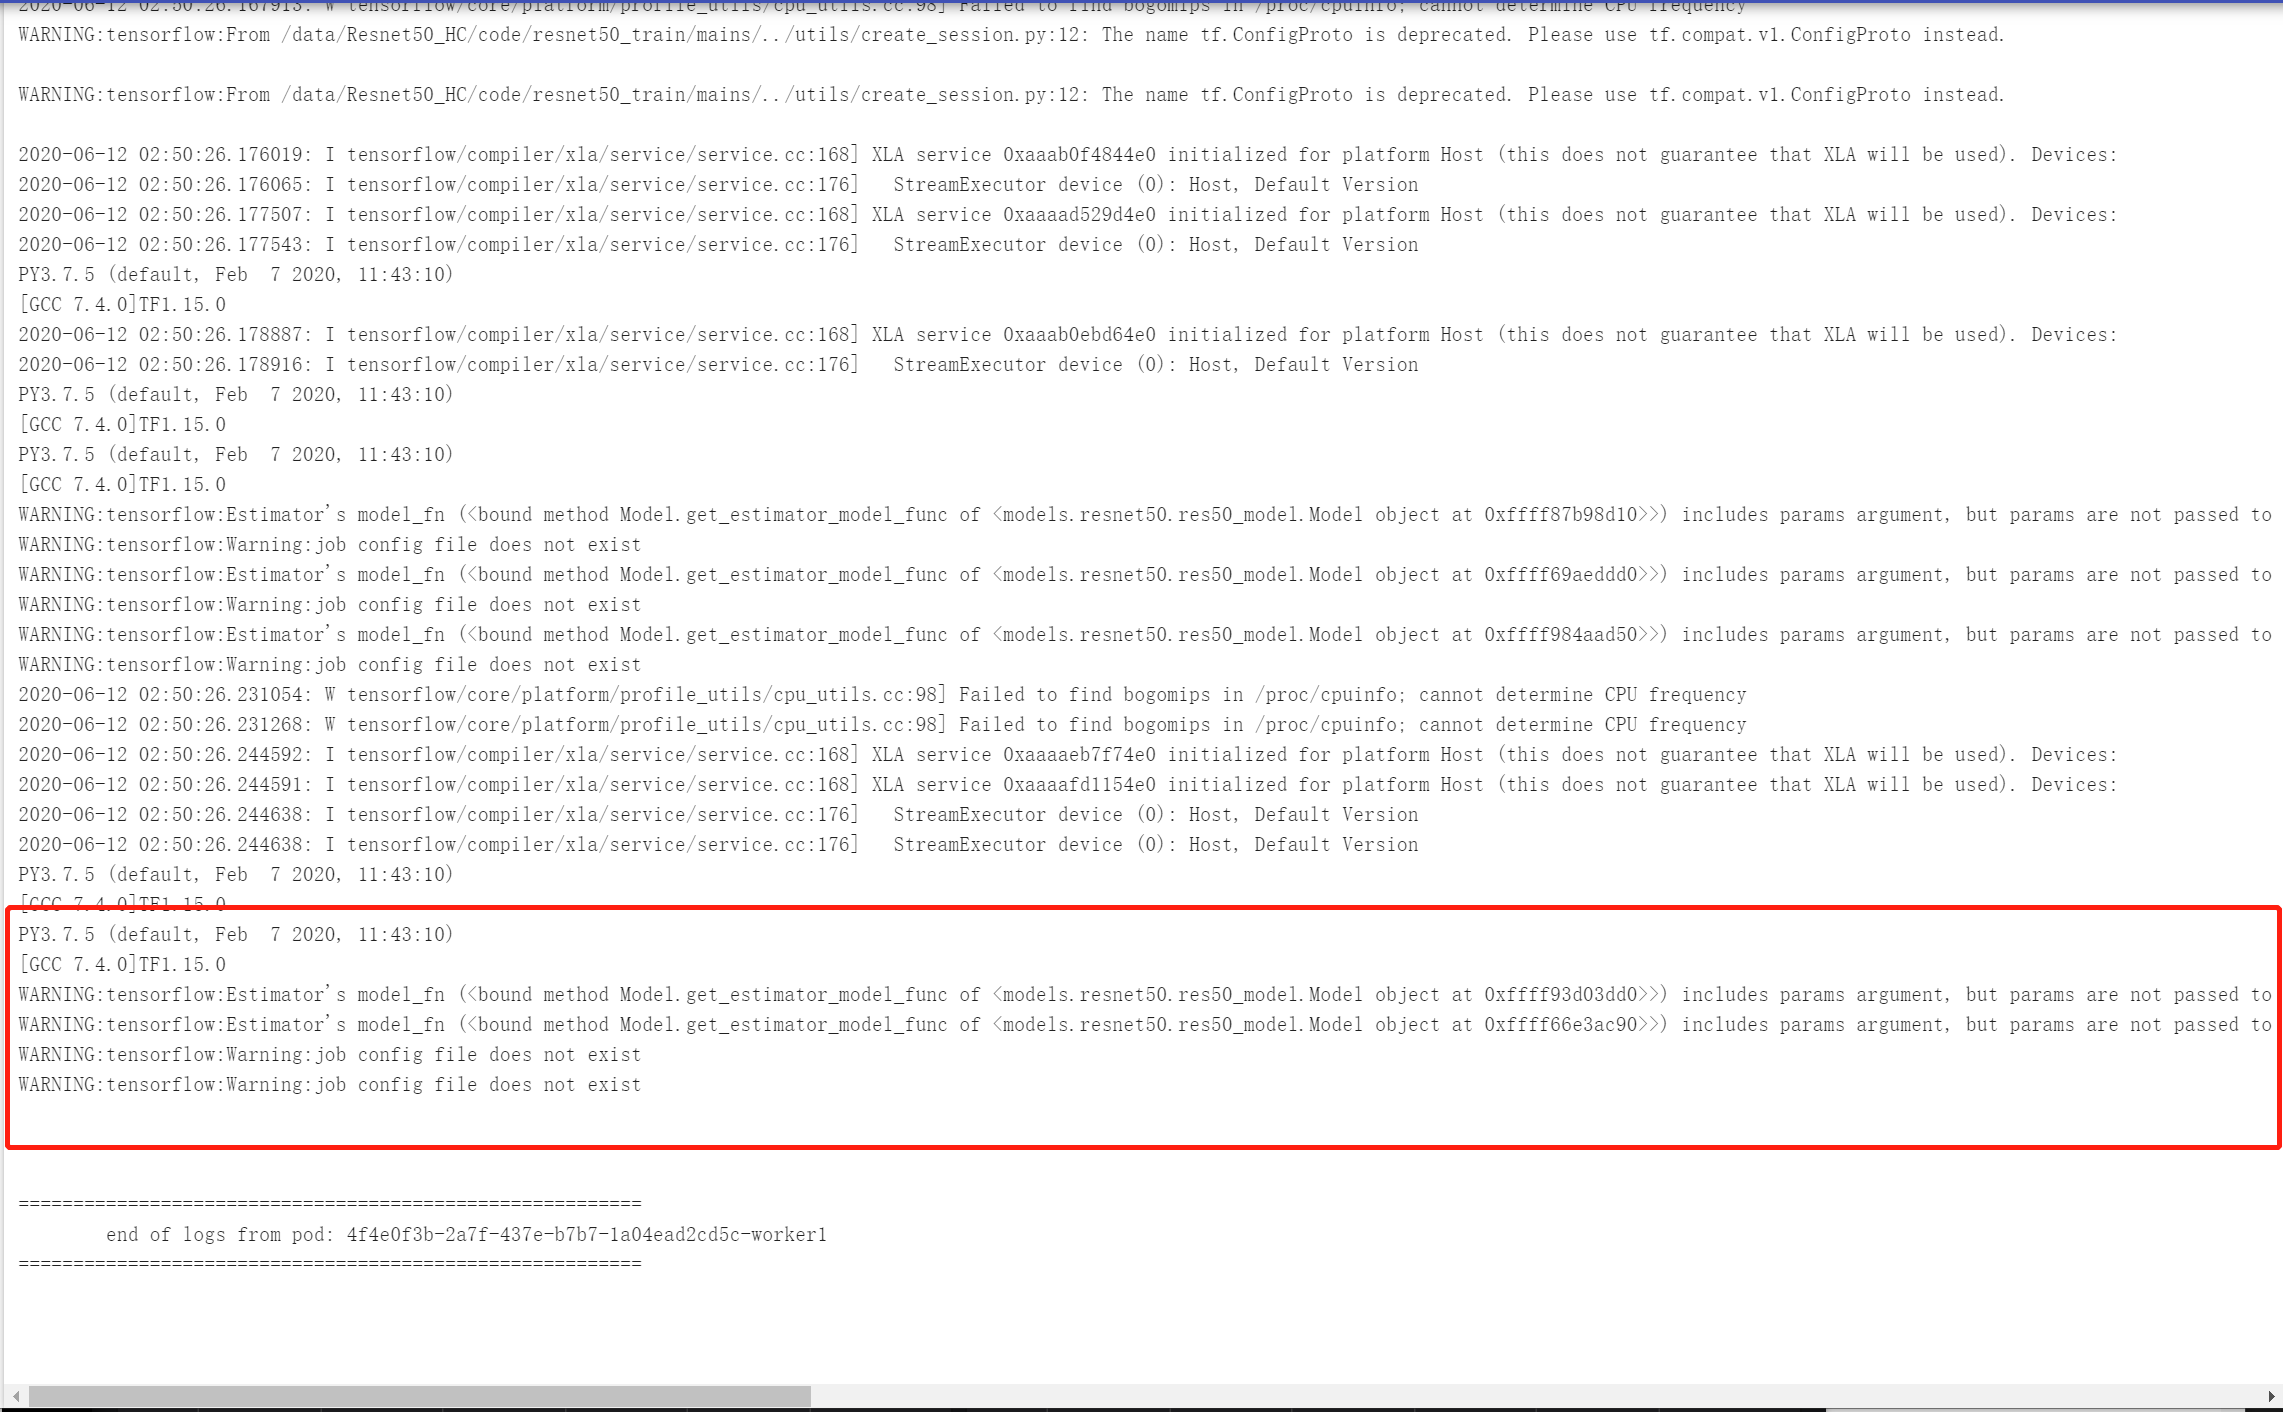 2020-06-12 02:50:26.167913: W tensorflow/core/platform/profile_utils/cpu_utils.cc:98] Failed to find bogomips in /proc/cpuinfo; cannot determine CPU frequency
WARNING:tensorflow:From /data/Resnet50_HC/code/resnet50_train/mains/../utils/create_session.py:12: The name tf.ConfigProto is deprecated. Please use tf.compat.v1.ConfigProto instead.
WARNING:tensorflow:From /data/Resnet50_HC/code/resnet50_train/mains/../utils/create_session.py:12: The name tf.ConfigProto is deprecated. Please use tf.compat.v1.ConfigProto instead.
2020-06-12 02:50:26.176019: I tensorflow/compiler/xla/service/service.cc:168] XLA service 0xaaab0f4844e0 initialized for platform Host (this does not guarantee that XLA will be used). Devices:
2020-06-12 02:50:26.176065: I tensorflow/compiler/xla/service/service.cc:176]   StreamExecutor device (0): Host, Default Version
2020-06-12 02:50:26.177507: I tensorflow/compiler/xla/service/service.cc:168] XLA service 0xaaaad529d4e0 initialized for platform Host (this does not guarantee that XLA will be used). Devices:
2020-06-12 02:50:26.177543: I tensorflow/compiler/xla/service/service.cc:176]   StreamExecutor device (0): Host, Default Version
PY3.7.5 (default, Feb  7 2020, 11:43:10)
[GCC 7.4.0]TF1.15.0
2020-06-12 02:50:26.178887: I tensorflow/compiler/xla/service/service.cc:168] XLA service 0xaaab0ebd64e0 initialized for platform Host (this does not guarantee that XLA will be used). Devices:
2020-06-12 02:50:26.178916: I tensorflow/compiler/xla/service/service.cc:176]   StreamExecutor device (0): Host, Default Version
PY3.7.5 (default, Feb  7 2020, 11:43:10)
[GCC 7.4.0]TF1.15.0
PY3.7.5 (default, Feb  7 2020, 11:43:10)
[GCC 7.4.0]TF1.15.0
WARNING:tensorflow:Estimator's model_fn (<bound method Model.get_estimator_model_func of <models.resnet50.res50_model.Model object at 0xffff87b98d10>>) includes params argument, but params are not passed to
WARNING:tensorflow:Warning:job config file does not exist
WARNING:tensorflow:Estimator's model_fn (<bound method Model.get_estimator_model_func of <models.resnet50.res50_model.Model object at 0xffff69aeddd0>>) includes params argument, but params are not passed to
WARNING:tensorflow:Warning:job config file does not exist
WARNING:tensorflow:Estimator's model_fn (<bound method Model.get_estimator_model_func of <models.resnet50.res50_model.Model object at 0xffff984aad50>>) includes params argument, but params are not passed to
WARNING:tensorflow:Warning:job config file does not exist
2020-06-12 02:50:26.231054: W tensorflow/core/platform/profile_utils/cpu_utils.cc:98] Failed to find bogomips in /proc/cpuinfo; cannot determine CPU frequency
2020-06-12 02:50:26.231268: W tensorflow/core/platform/profile_utils/cpu_utils.cc:98] Failed to find bogomips in /proc/cpuinfo; cannot determine CPU frequency
2020-06-12 02:50:26.244592: I tensorflow/compiler/xla/service/service.cc:168] XLA service 0xaaaaeb7f74e0 initialized for platform Host (this does not guarantee that XLA will be used). Devices:
2020-06-12 02:50:26.244591: I tensorflow/compiler/xla/service/service.cc:168] XLA service 0xaaaafd1154e0 initialized for platform Host (this does not guarantee that XLA will be used). Devices:
2020-06-12 02:50:26.244638: I tensorflow/compiler/xla/service/service.cc:176]   StreamExecutor device (0): Host, Default Version
2020-06-12 02:50:26.244638: I tensorflow/compiler/xla/service/service.cc:176]   StreamExecutor device (0): Host, Default Version
PY3.7.5 (default, Feb  7 2020, 11:43:10)
[GCC 7.4.0]TF1.15.0
PY3.7.5 (default, Feb  7 2020, 11:43:10)
[GCC 7.4.0]TF1.15.0
WARNING:tensorflow:Estimator's model_fn (<bound method Model.get_estimator_model_func of <models.resnet50.res50_model.Model object at 0xffff93d03dd0>>) includes params argument, but params are not passed to
WARNING:tensorflow:Estimator's model_fn (<bound method Model.get_estimator_model_func of <models.resnet50.res50_model.Model object at 0xffff66e3ac90>>) includes params argument, but params are not passed to
WARNING:tensorflow:Warning:job config file does not exist
WARNING:tensorflow:Warning:job config file does not exist
=========================================================
end of logs from pod: 4f4e0f3b-2a7f-437e-b7b7-1a04ead2cd5c-worker1
=========================================================